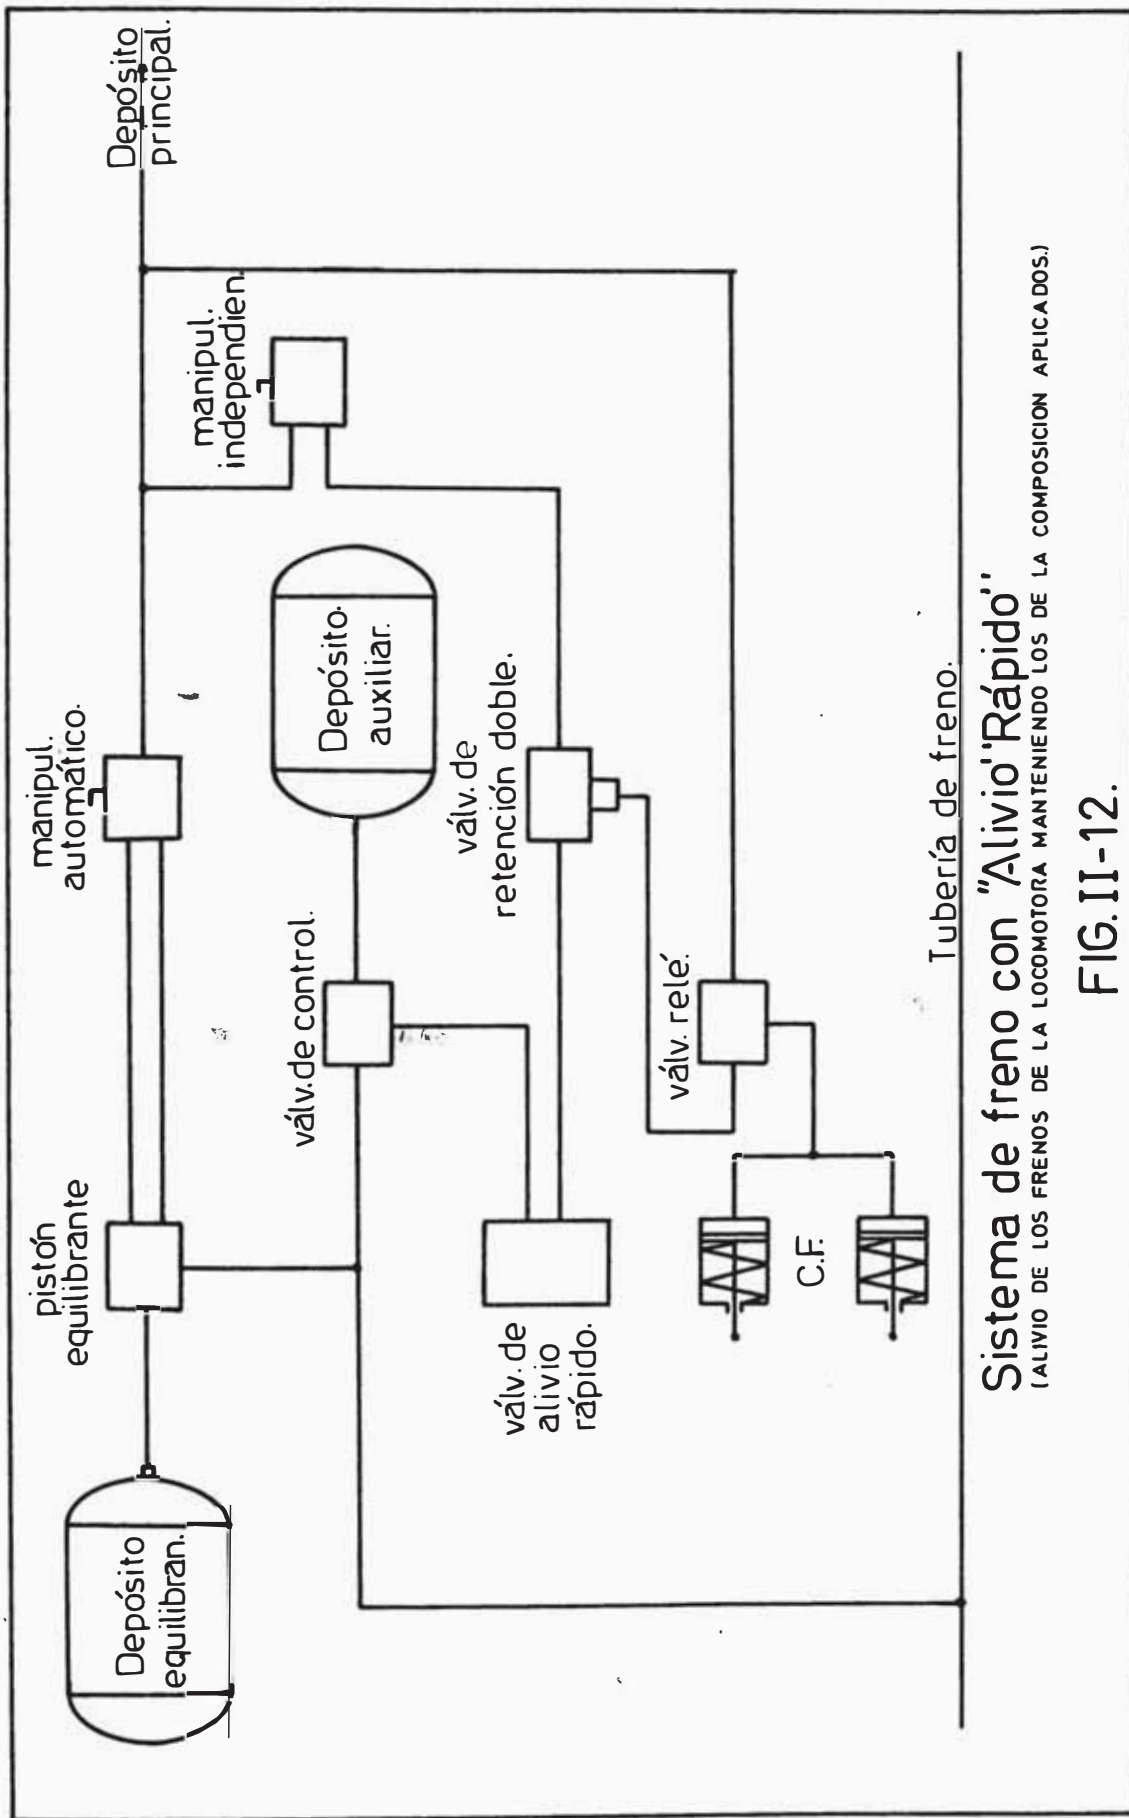 Depósito
principal.
manipul.
independien.
manipul.
automático.
Depósito.
auxiliar.
válv. de
retención doble.
válv. de control.
pistón
equilibrante
Depósito
equilibran.
válv. de
alivio
rápido.
válv. relé.
C.F.
Tubería de freno.
Sistema de freno con "Alivio''Rápido''
(ALIVIO DE LOS FRENOS DE LA LOCOMOTORA MANTENIENDO LOS DE LA COMPOSICION APLICADOS.)
FIG. II-12.